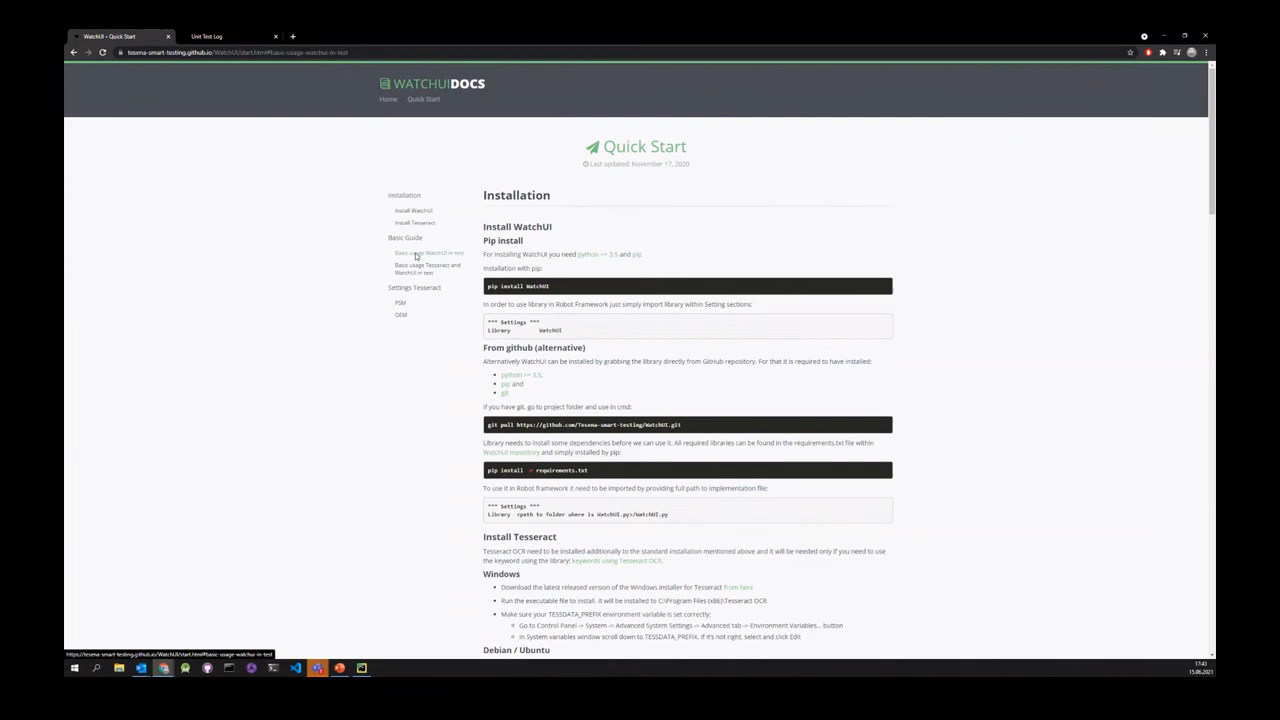 WatchUI • Quick Start
Unit Test Log
tesena-smart-testing.github.io/WatchUI/start.html#basic-usage-watchui-in-test
WATCHUIDOCS
Home Quick Start
Quick Start
Last updated: November 17, 2020
Installation
Install WatchUI
Install Tesseract
Basic Guide
Basic usage WatchUI in test
Basic usage Tesseract and
WatchUI in test
Settings Tesseract
PSM
OEM
Installation
Install WatchUI
Pip install
For Installing WatchUI you need python >= 3.5 and pip
Installation with pip:
pip install WatchUI
In order to use library in Robot Framework just simply import library within Setting sections:
*** Settings ***
Library WatchUI
From github (alternative)
Alternatively WatchUI can be installed by grabbing the library directly from GitHub repository. For that it is required to have installed:
python >= 3.5,
pip and
git
If you have git, go to project folder and use in cmd:
git pull https://github.com/Tesena-smart-testing/WatchUI.git
Library needs to install some dependencies before we can use it. All required libraries can be found in the requirements.txt file within
WatchUI repository and simply installed by pip:
pip install -r requirements.txt
To use it in Robot framework it need to be imported by providing full path to implementation file:
*** Settings ***
Library <path to folder where is WatchUI.py>/WatchUI.py
Install Tesseract
Tesseract OCR need to be installed additionally to the standard installation mentioned above and it will be needed only if you need to use
the keyword using the library: keywords using Tesseract OCR.
Windows
Download the latest released version of the Windows installer for Tesseract from here
Run the executable file to install. It will be installed to C:\Program Files (x86)\Tesseract OCR
Make sure your TESSDATA_PREFIX environment variable is set correctly:
Go to Control Panel -> System -> Advanced System Settings -> Advanced tab -> Environment Variables... button
In System variables window scroll down to TESSDATA_PREFIX. If it's not right, select and click Edit
Debian / Ubuntu
https://tesena-smart-testing.github.io/WatchUI/start.html#basic-usage-watchui-in-test
17:43
15.06.2021